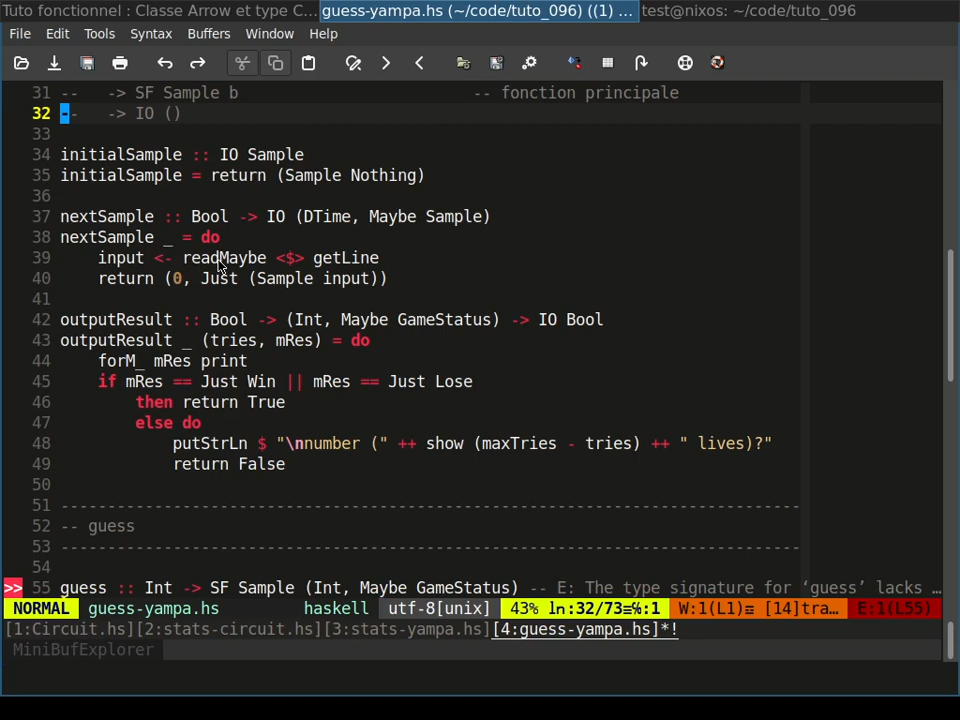 Tuto fonctionnel : Classe Arrow et type C... guess-yampa.hs (~/code/tuto_096) ((1) ... test@nixos: ~/code/tuto_096
File Edit Tools Syntax Buffers Window Help
31 --   -> SF Sample b                          -- fonction principale
32 --   -> IO ()
33
34 initialSample :: IO Sample
35 initialSample = return (Sample Nothing)
36
37 nextSample :: Bool -> IO (DTime, Maybe Sample)
38 nextSample _ = do
39     input <- readMaybe <$> getLine
40     return (0, Just (Sample input))
41
42 outputResult :: Bool -> (Int, Maybe GameStatus) -> IO Bool
43 outputResult _ (tries, mRes) = do
44     forM_ mRes print
45     if mRes == Just Win || mRes == Just Lose
46         then return True
47         else do
48             putStrLn $ "\nnumber (" ++ show (maxTries - tries) ++ " lives)?"
49             return False
50
51 -------------------------------------------------------------------------------
52 -- guess
53 -------------------------------------------------------------------------------
54
>> 55 guess :: Int -> SF Sample (Int, Maybe GameStatus) -- E: The type signature for ‘guess’ lacks …
NORMAL guess-yampa.hs haskell utf-8[unix] 43% ln:32/73≡℅:1 W:1(L1)≡ [14]tra… E:1(L55)
[1:Circuit.hs][2:stats-circuit.hs][3:stats-yampa.hs][4:guess-yampa.hs]*!
MiniBufExplorer